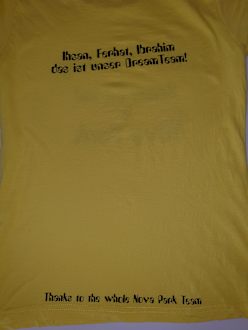 Ihsan, Ferhat, Ibrahim
das ist unser DreamTeam!
Thanks to the whole Nova Park Team